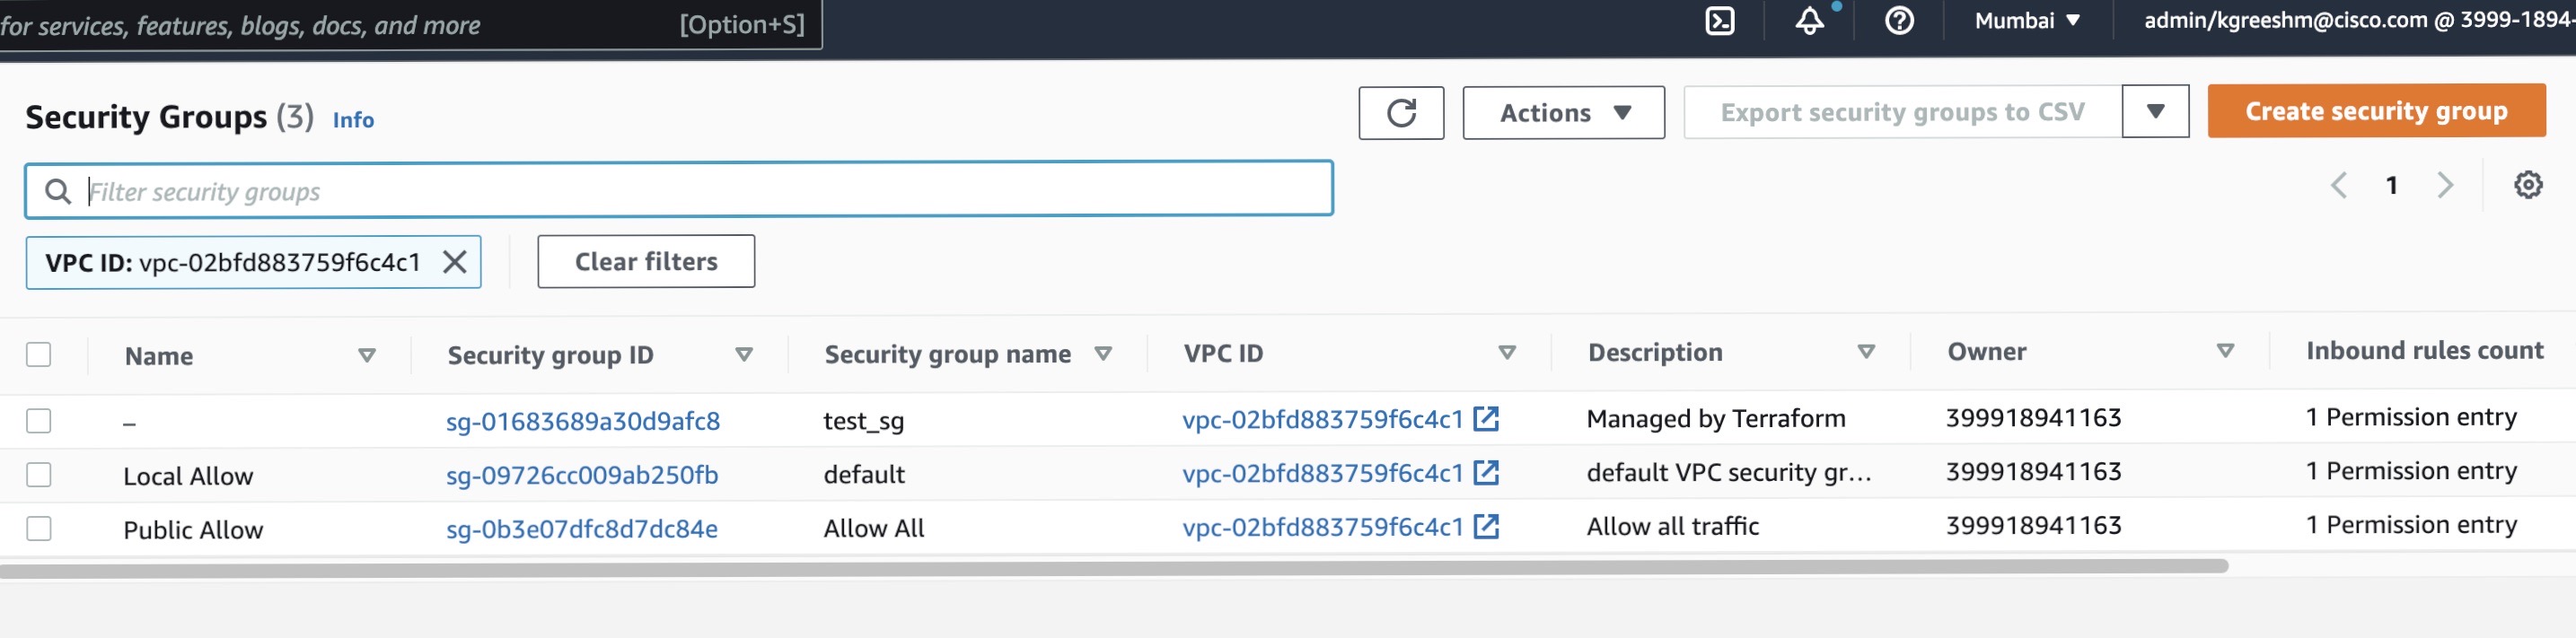 for services, features, blogs, docs, and more [Option+S] Mumbai ▼ admin/kgreeshm@cisco.com @ 3999-1894-
Security Groups (3) Info Actions ▼ Export security groups to CSV ▼ Create security group
Filter security groups 1
VPC ID: vpc-02bfd883759f6c4c1 Clear filters
Name Security group ID Security group name VPC ID Description Owner Inbound rules count
– sg-01683689a30d9afc8 test_sg vpc-02bfd883759f6c4c1 Managed by Terraform 399918941163 1 Permission entry
Local Allow sg-09726cc009ab250fb default vpc-02bfd883759f6c4c1 default VPC security gr... 399918941163 1 Permission entry
Public Allow sg-0b3e07dfc8d7dc84e Allow All vpc-02bfd883759f6c4c1 Allow all traffic 399918941163 1 Permission entry